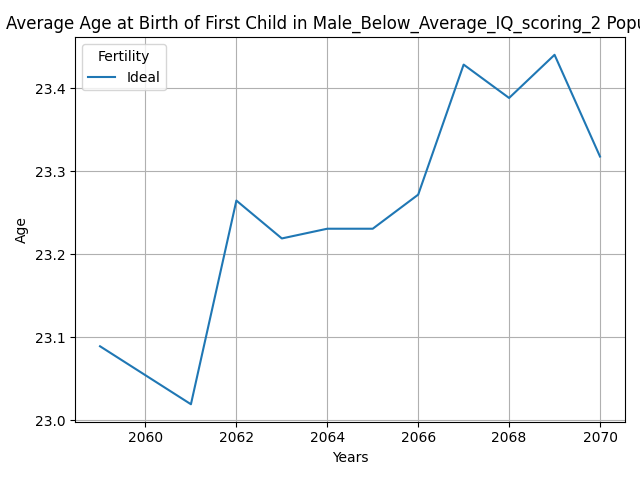 Average Age at Birth of First Child in Male_Below_Average_IQ_scoring_2 Popu
Fertility
Ideal
23.4
23.3
23.2
23.1
23.0
Age
2060 2062 2064 2066 2068 2070
Years